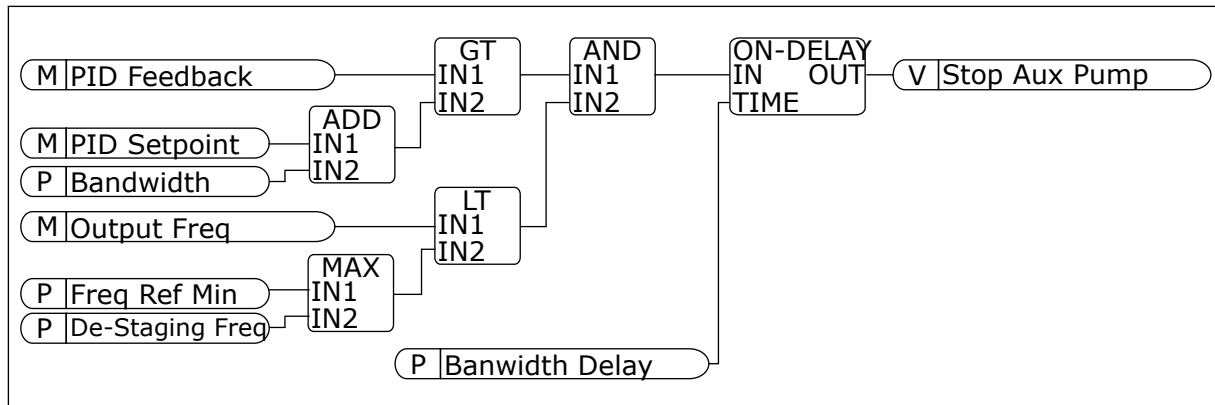 GT
AND
ON-DELAY
M PID Feedback
IN1
IN1
IN OUT
V Stop Aux Pump
IN2
IN2
TIME
ADD
M PID Setpoint
IN1
P Bandwidth
IN2
LT
M Output Freq
IN1
IN2
MAX
P Freq Ref Min
IN1
P De-Staging Freq
IN2
P Banwidth Delay